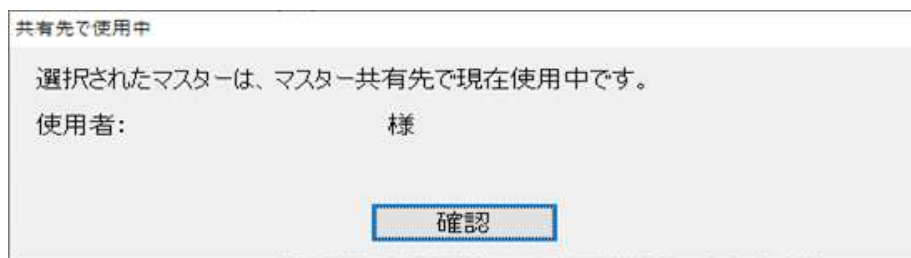 共有先で使用中
選択されたマスターは、マスター共有先で現在使用中です。
使用者: 様
確認